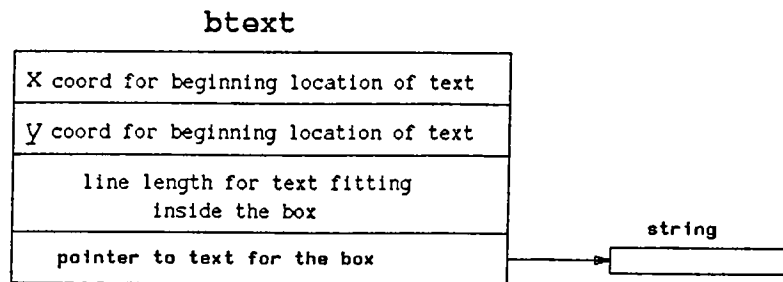 btext
x coord for beginning location of text
y coord for beginning location of text
line length for text fitting
inside the box
pointer to text for the box
string